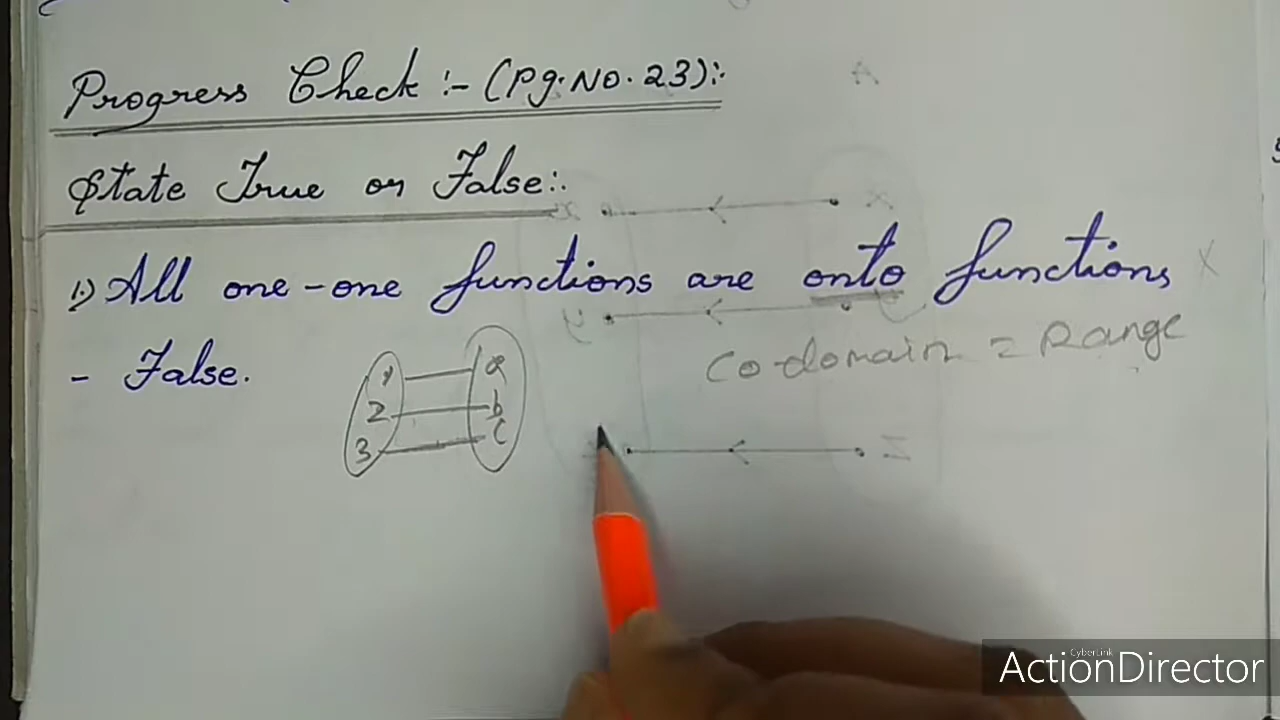 Progress Check :- (Pg.No.23):-
State True or False:-
1.) All one-one functions are onto functions X
- False.
Co-domain = Range
1 a
2 b
3 c
CyberLink
ActionDirector